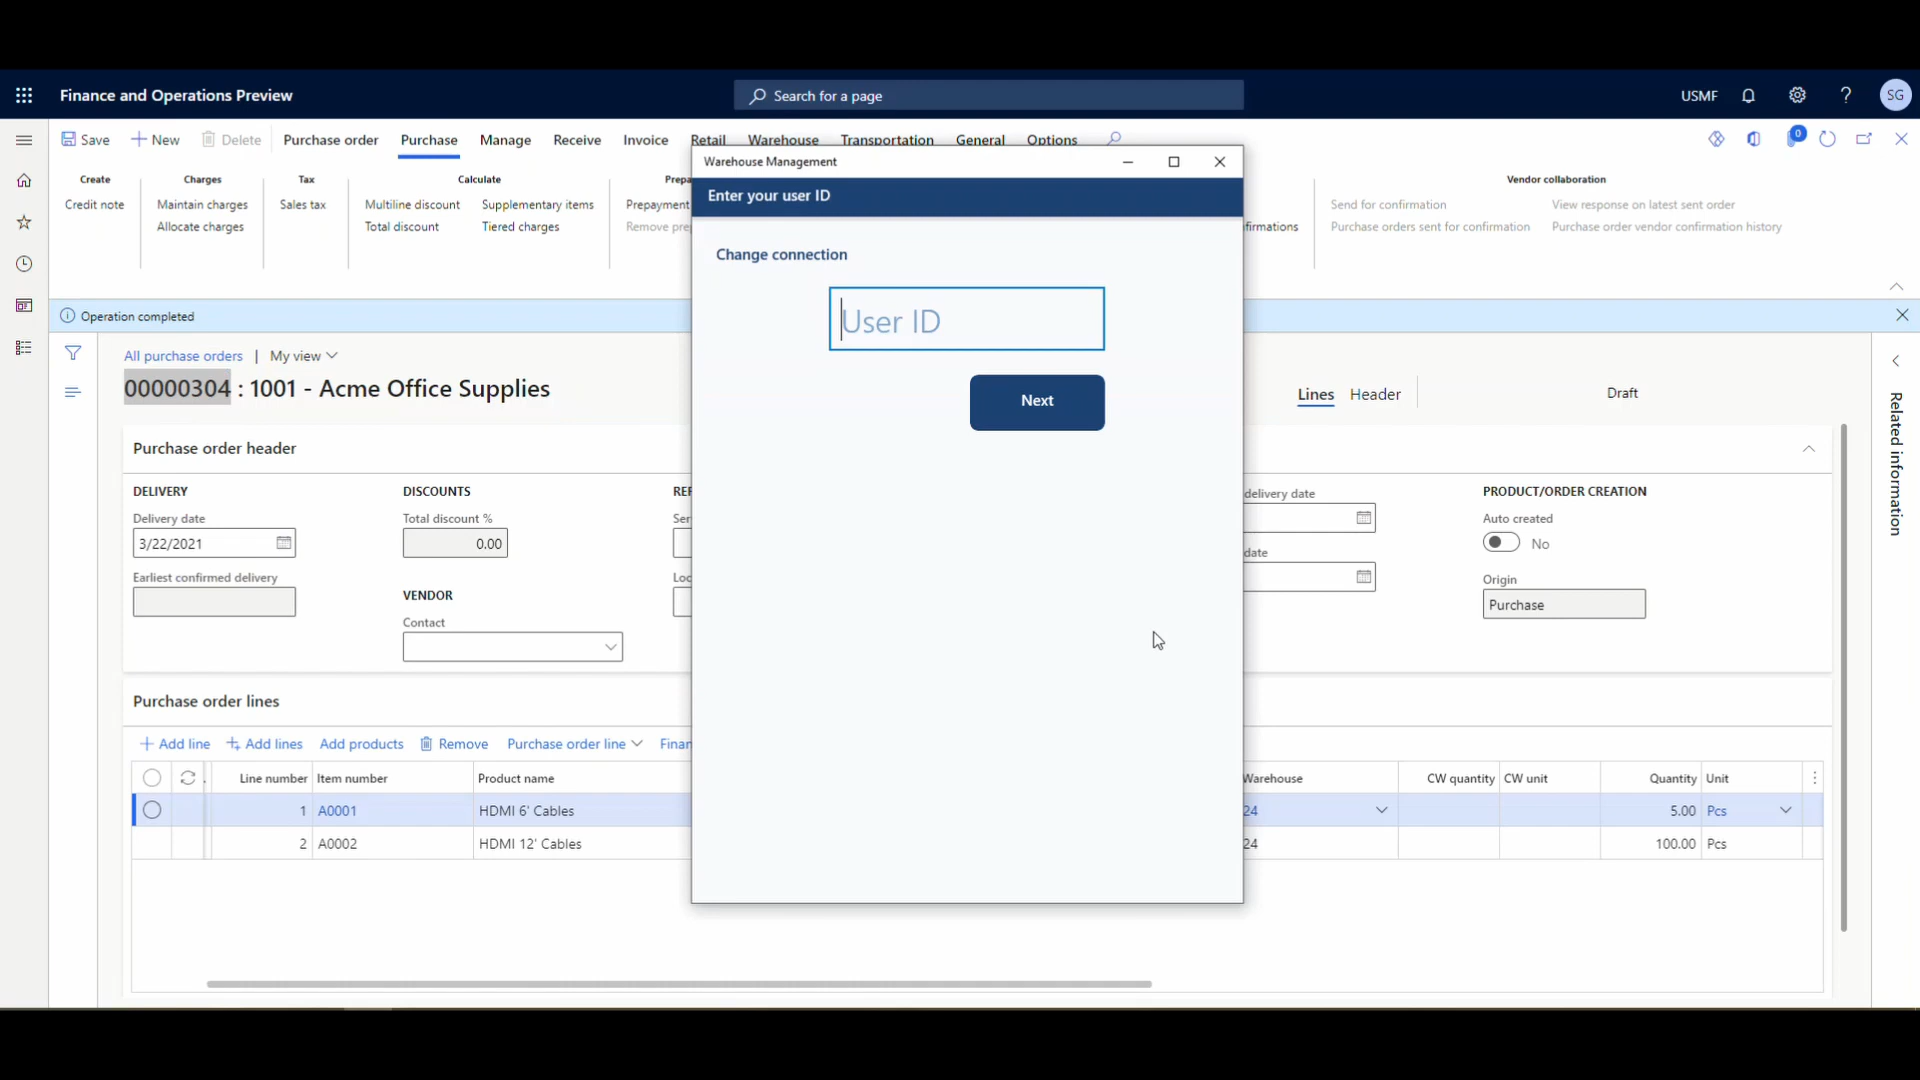 Finance and Operations Preview
Search for a page
USMF
?
SG
Save
New
Delete
Purchase order
Purchase
Manage
Receive
Invoice
Retail
Warehouse
Transportation
General
Options
0
Create
Credit note
Charges
Maintain charges
Allocate charges
Tax
Sales tax
Calculate
Multiline discount
Supplementary items
Total discount
Tiered charges
Prepa
Prepayment
Remove pre
firmations
Vendor collaboration
Send for confirmation
View response on latest sent order
Purchase orders sent for confirmation
Purchase order vendor confirmation history
Warehouse Management
Enter your user ID
Change connection
User ID
Next
Operation completed
All purchase orders | My view
00000304 : 1001 - Acme Office Supplies
Lines
Header
Draft
Related information
Purchase order header
DELIVERY
Delivery date
3/22/2021
Earliest confirmed delivery
DISCOUNTS
Total discount %
0.00
VENDOR
Contact
REF
Ser
Loc
delivery date
date
PRODUCT/ORDER CREATION
Auto created
No
Origin
Purchase
Purchase order lines
Add line
Add lines
Add products
Remove
Purchase order line
Finan
Line number Item number Product name Warehouse CW quantity CW unit Quantity Unit
1 A0001 HDMI 6' Cables 24 5.00 Pcs
2 A0002 HDMI 12' Cables 24 100.00 Pcs